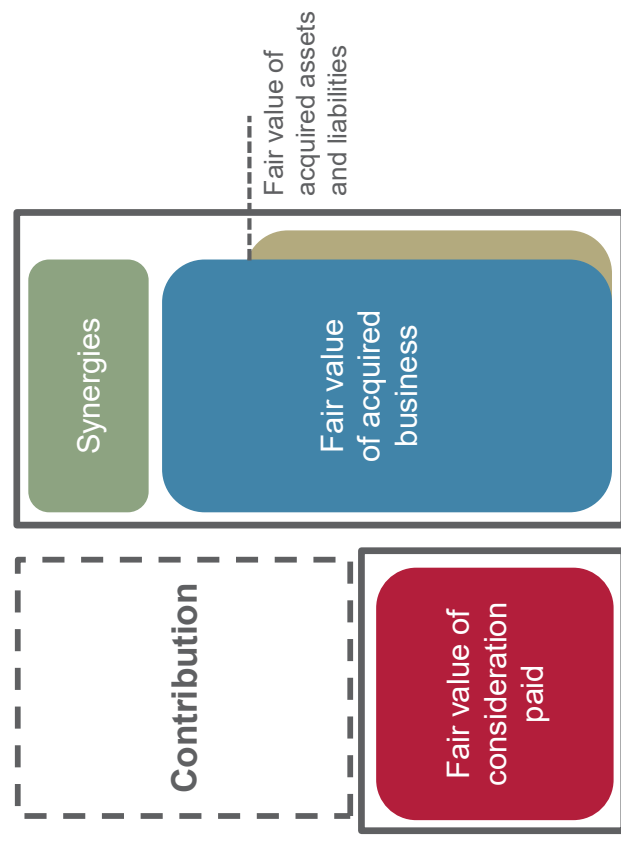 Contribution
Fair value of
consideration
paid
Synergies
Fair value
of acquired
business
Fair value of
acquired assets
and liabilities